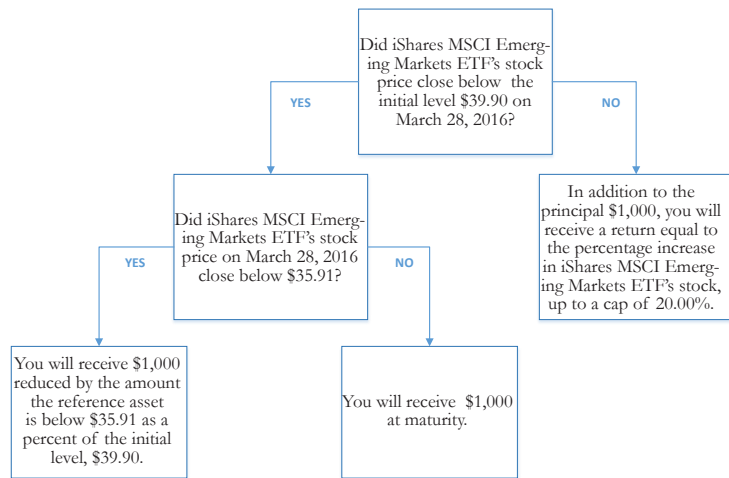 Did iShares MSCI Emerg-
ing Markets ETF's stock
price close below the
initial level $39.90 on
March 28, 2016?
YES
NO
Did iShares MSCI Emerg-
ing Markets ETF's stock
price on March 28, 2016
close below $35.91?
In addition to the
principal $1,000, you will
receive a return equal to
the percentage increase
in iShares MSCI Emerg-
ing Markets ETF's stock,
up to a cap of 20.00%.
YES
NO
You will receive $1,000
reduced by the amount
the reference asset
is below $35.91 as a
percent of the initial
level, $39.90.
You will receive $1,000
at maturity.